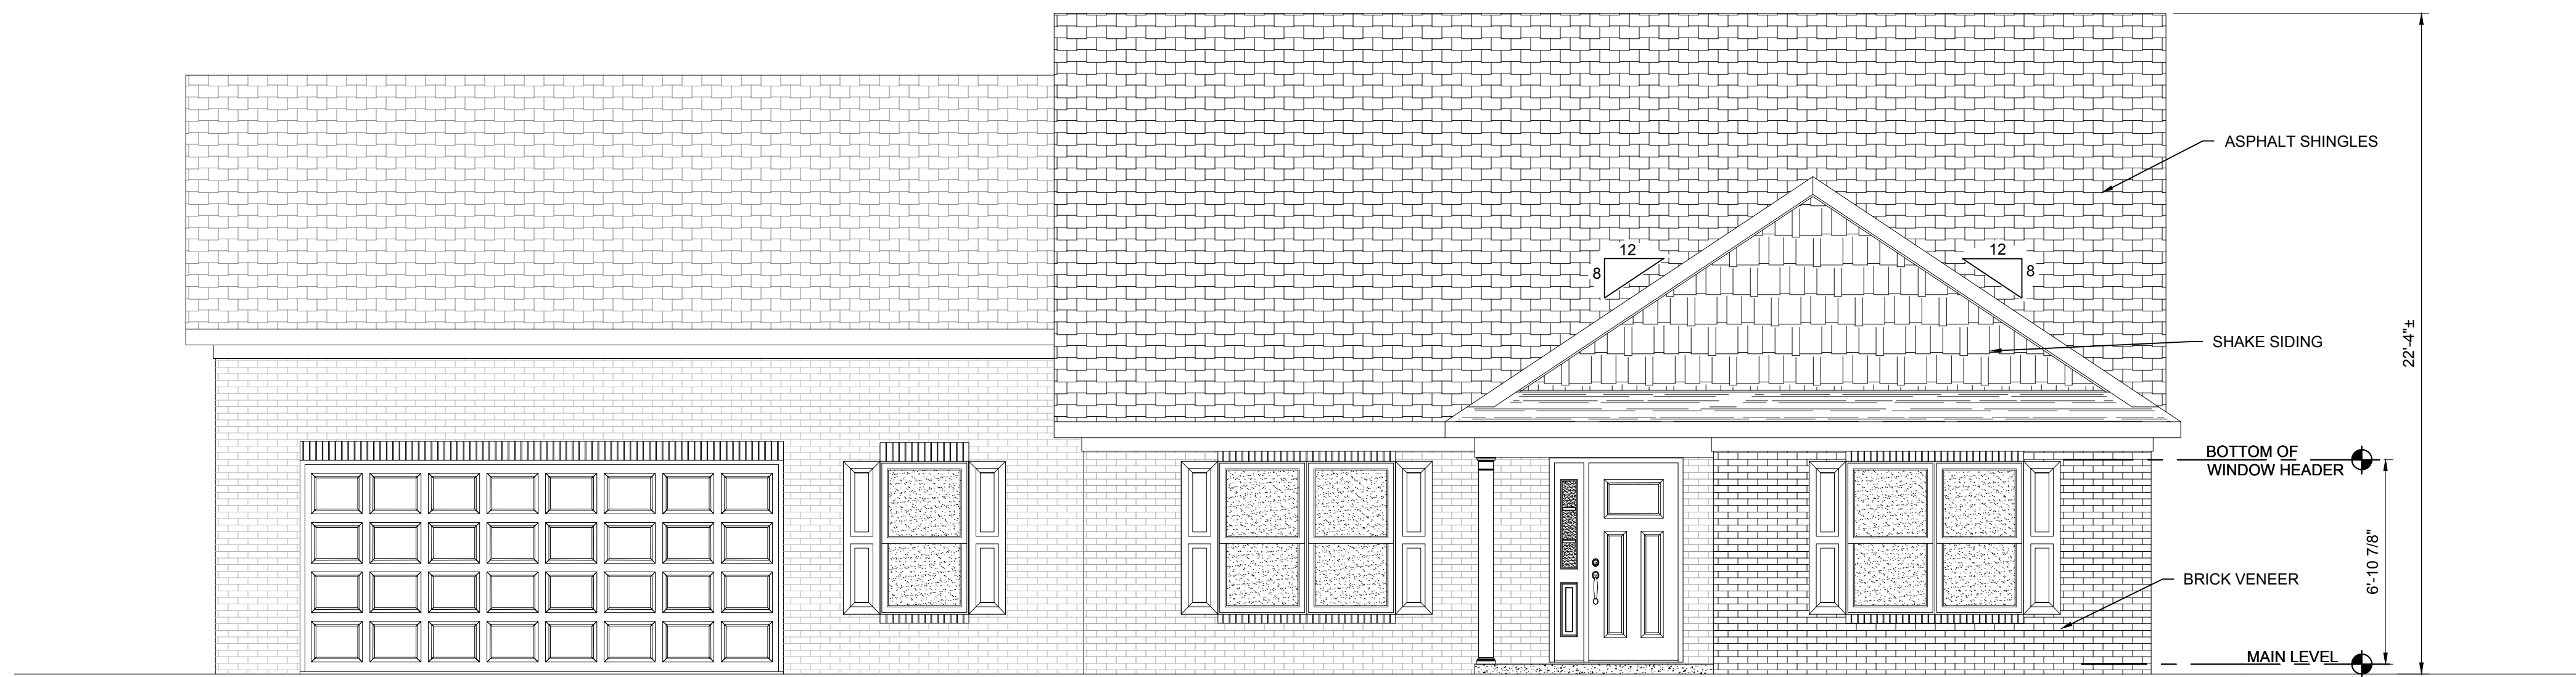 ASPHALT SHINGLES
12
8
12
8
22'-4"±
SHAKE SIDING
BOTTOM OF
WINDOW HEADER
6'-10 7/8"
BRICK VENEER
MAIN LEVEL